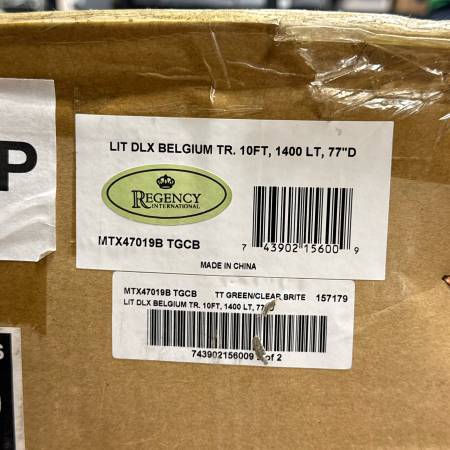 P
LIT DLX BELGIUM TR. 10FT, 1400 LT, 77"D
REGENCY
INTERNATIONAL
MTX47019B TGCB
7 43902 15600 9
MADE IN CHINA
MTX47019B TGCB TT GREEN/CLEAR BRITE 157179
LIT DLX BELGIUM TR. 10FT, 1400 LT, 77"
743902156009 of 2
S